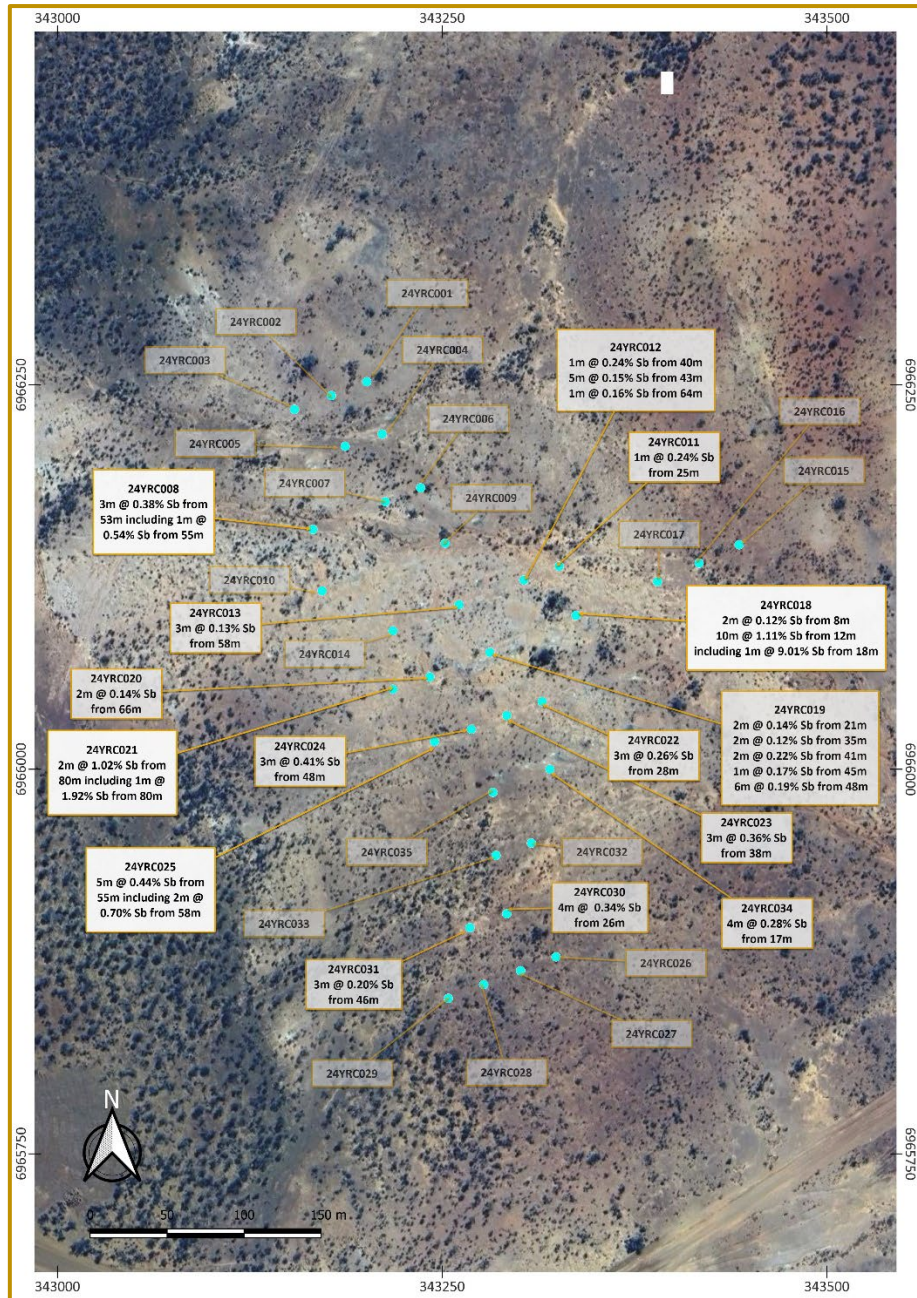 343000
343250
343500
24YRC001
24YRC002
24YRC003
24YRC004
24YRC012
1m @ 0.24% Sb from 40m
5m @ 0.15% Sb from 43m
1m @ 0.16% Sb from 64m
6966250
6966250
24YRC016
24YRC006
24YRC005
24YRC011
1m @ 0.24% Sb
from 25m
24YRC015
24YRC008
3m @ 0.38% Sb from
53m including 1m @
0.54% Sb from 55m
24YRC007
24YRC009
24YRC017
24YRC010
24YRC013
3m @ 0.13% Sb
from 58m
24YRC018
2m @ 0.12% Sb from 8m
10m @ 1.11% Sb from 12m
including 1m @ 9.01% Sb from 18m
24YRC014
24YRC020
2m @ 0.14% Sb
from 66m
24YRC019
2m @ 0.14% Sb from 21m
2m @ 0.12% Sb from 35m
2m @ 0.22% Sb from 41m
1m @ 0.17% Sb from 45m
6m @ 0.19% Sb from 48m
24YRC021
2m @ 1.02% Sb from
80m including 1m @
1.92% Sb from 80m
24YRC024
3m @ 0.41% Sb
from 48m
24YRC022
3m @ 0.26% Sb
from 28m
6966000
6966000
24YRC023
3m @ 0.36% Sb
from 38m
24YRC025
5m @ 0.44% Sb from
55m including 2m @
0.70% Sb from 58m
24YRC035
24YRC032
24YRC033
24YRC030
4m @ 0.34% Sb
from 26m
24YRC034
4m @ 0.28% Sb
from 17m
24YRC031
3m @ 0.20% Sb
from 46m
24YRC026
24YRC027
24YRC029
24YRC028
N
6965750
6965750
0 50 100 150 m
343000
343250
343500